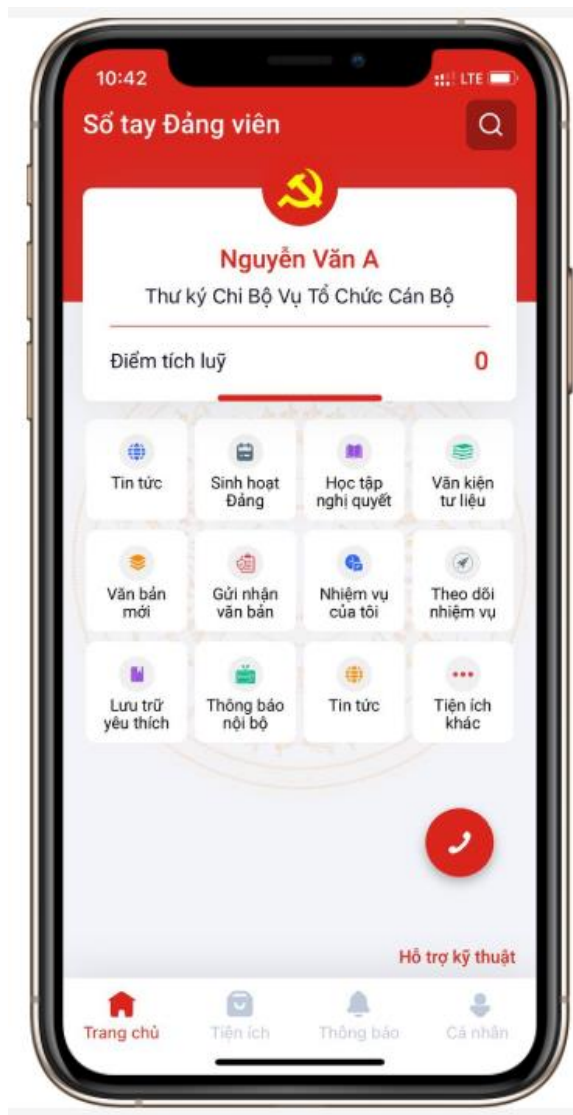 10:42
LTE
Sổ tay Đảng viên
Nguyễn Văn A
Thư ký Chi Bộ Vụ Tổ Chức Cán Bộ
Điểm tích luỹ 0
Tin tức
Sinh hoạt
Đảng
Học tập
nghị quyết
Văn kiện
tư liệu
Văn bản
mới
Gửi nhận
văn bản
Nhiệm vụ
của tôi
Theo dõi
nhiệm vụ
Lưu trữ
yêu thích
Thông báo
nội bộ
Tin tức
Tiện ích
khác
Hỗ trợ kỹ thuật
Trang chủ
Tiện ích
Thông báo
Cá nhân